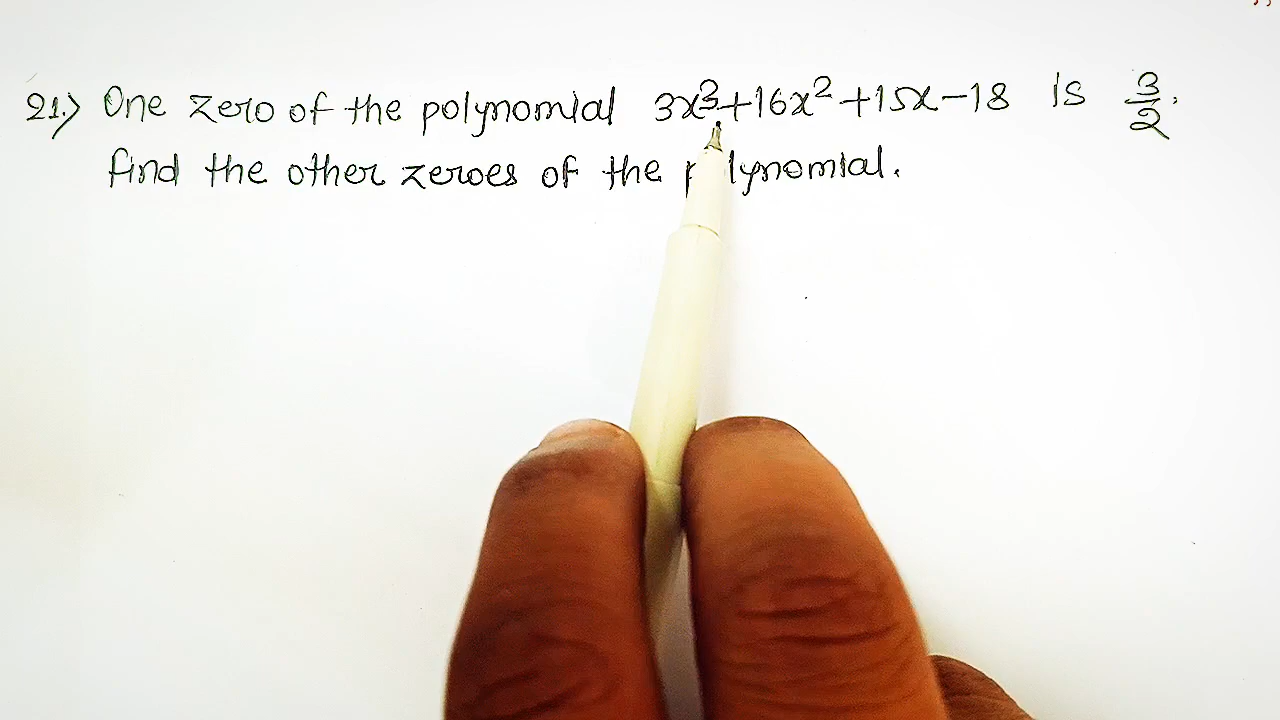 21.) One zero of the polynomial 3x³+16x²+15x-18 is 3/2.
find the other zeroes of the polynomial.